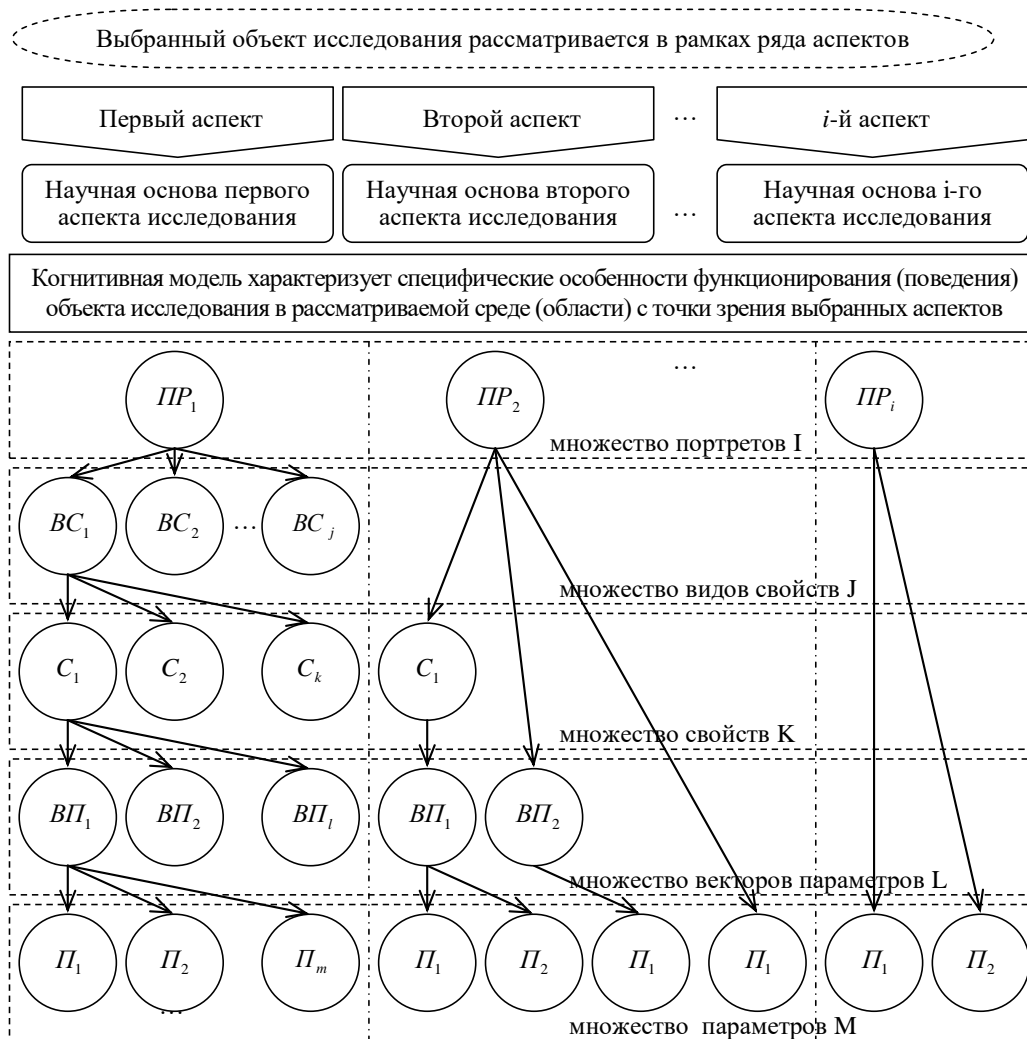 Выбранный объект исследования рассматривается в рамках ряда аспектов
Первый аспект
Второй аспект
…
i-й аспект
Научная основа первого
аспекта исследования
Научная основа второго
аспекта исследования
…
Научная основа i-го
аспекта исследования
Когнитивная модель характеризует специфические особенности функционирования (поведения)
объекта исследования в рассматриваемой среде (области) с точки зрения выбранных аспектов
…
ПР₁
ПР₂
ПРᵢ
множество портретов I
ВС₁
ВС₂
…
ВСⱼ
множество видов свойств J
С₁
С₂
Сₖ
С₁
множество свойств K
ВП₁
ВП₂
ВПₗ
ВП₁
ВП₂
множество векторов параметров L
П₁
П₂
Пₘ
П₁
П₂
П₁
П₁
П₁
П₂
…
множество параметров M